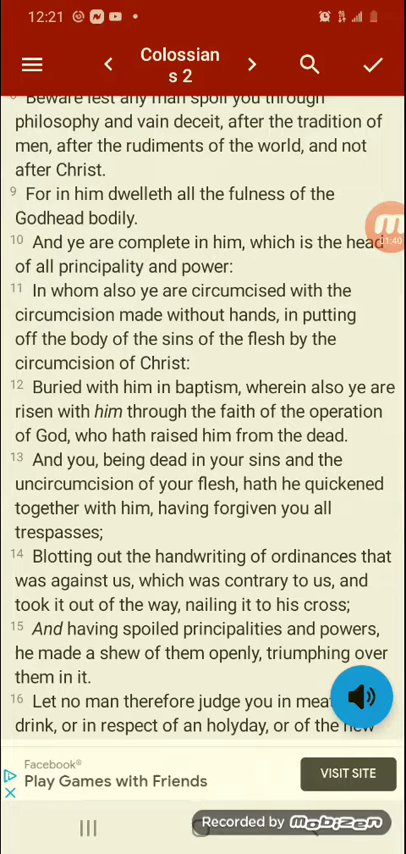 12:21
Colossian
s 2
8 Beware lest any man spoil you through
philosophy and vain deceit, after the tradition of
men, after the rudiments of the world, and not
after Christ.
9 For in him dwelleth all the fulness of the
Godhead bodily.
10 And ye are complete in him, which is the head
01:40
of all principality and power:
11 In whom also ye are circumcised with the
circumcision made without hands, in putting
off the body of the sins of the flesh by the
circumcision of Christ:
12 Buried with him in baptism, wherein also ye are
risen with him through the faith of the operation
of God, who hath raised him from the dead.
13 And you, being dead in your sins and the
uncircumcision of your flesh, hath he quickened
together with him, having forgiven you all
trespasses;
14 Blotting out the handwriting of ordinances that
was against us, which was contrary to us, and
took it out of the way, nailing it to his cross;
15 And having spoiled principalities and powers,
he made a shew of them openly, triumphing over
them in it.
16 Let no man therefore judge you in meat
drink, or in respect of an holyday, or of the new
Facebook®
Play Games with Friends
VISIT SITE
Recorded by Mobizen